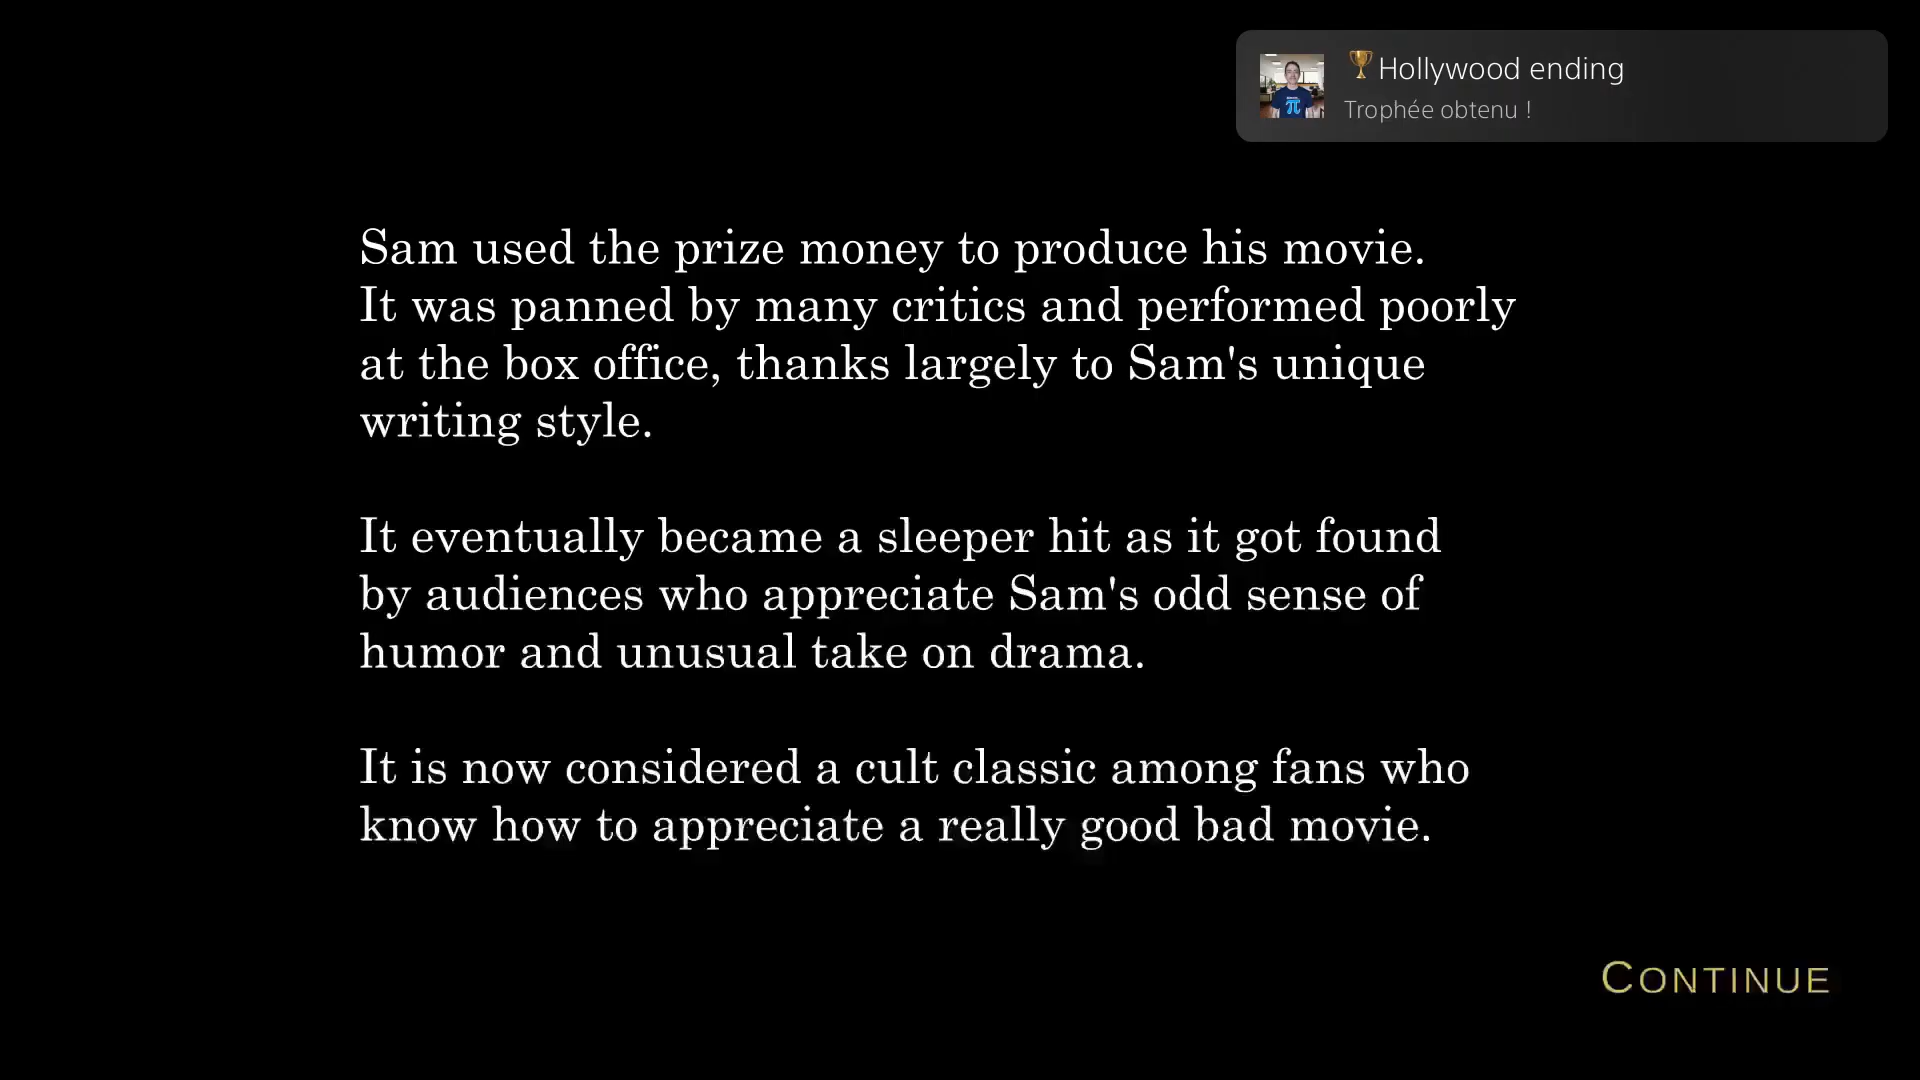 Hollywood ending
Trophée obtenu !
Sam used the prize money to produce his movie.
It was panned by many critics and performed poorly
at the box office, thanks largely to Sam's unique
writing style.
It eventually became a sleeper hit as it got found
by audiences who appreciate Sam's odd sense of
humor and unusual take on drama.
It is now considered a cult classic among fans who
know how to appreciate a really good bad movie.
CONTINUE